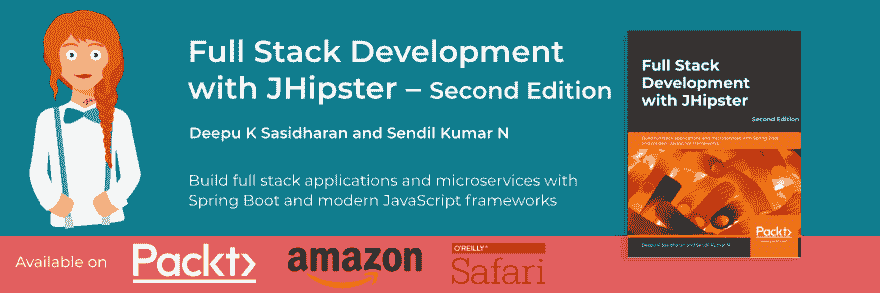 Full Stack Development
with JHipster – Second Edition
Deepu K Sasidharan and Sendil Kumar N
Build full stack applications and microservices with
Spring Boot and modern JavaScript frameworks
Available on
Packt>
amazon
O'REILLY®
Safari
Full Stack
Development
with JHipster
Second Edition
Packt>